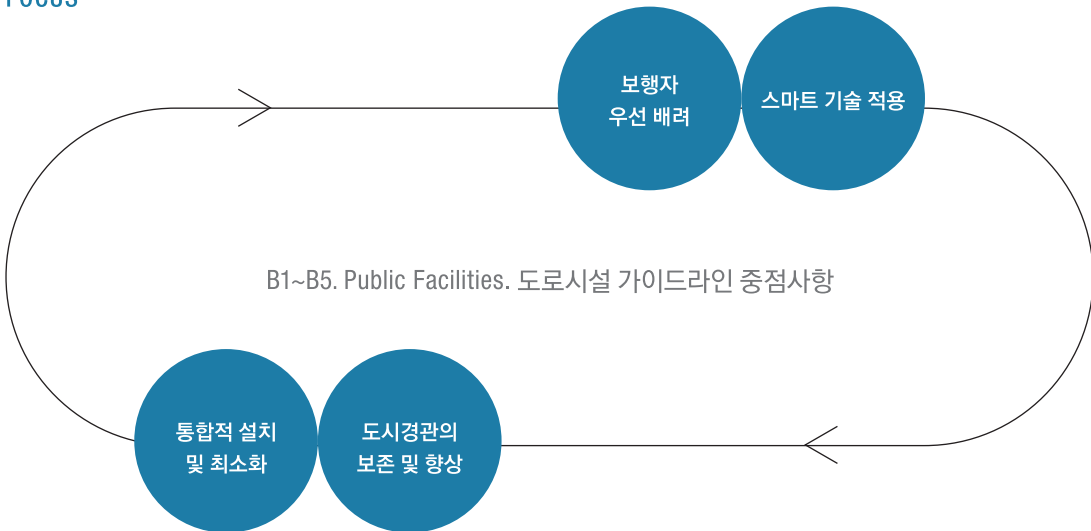 FOCUS
보행자
우선 배려
스마트 기술 적용
B1~B5. Public Facilities. 도로시설 가이드라인 중점사항
통합적 설치
및 최소화
도시경관의
보존 및 향상